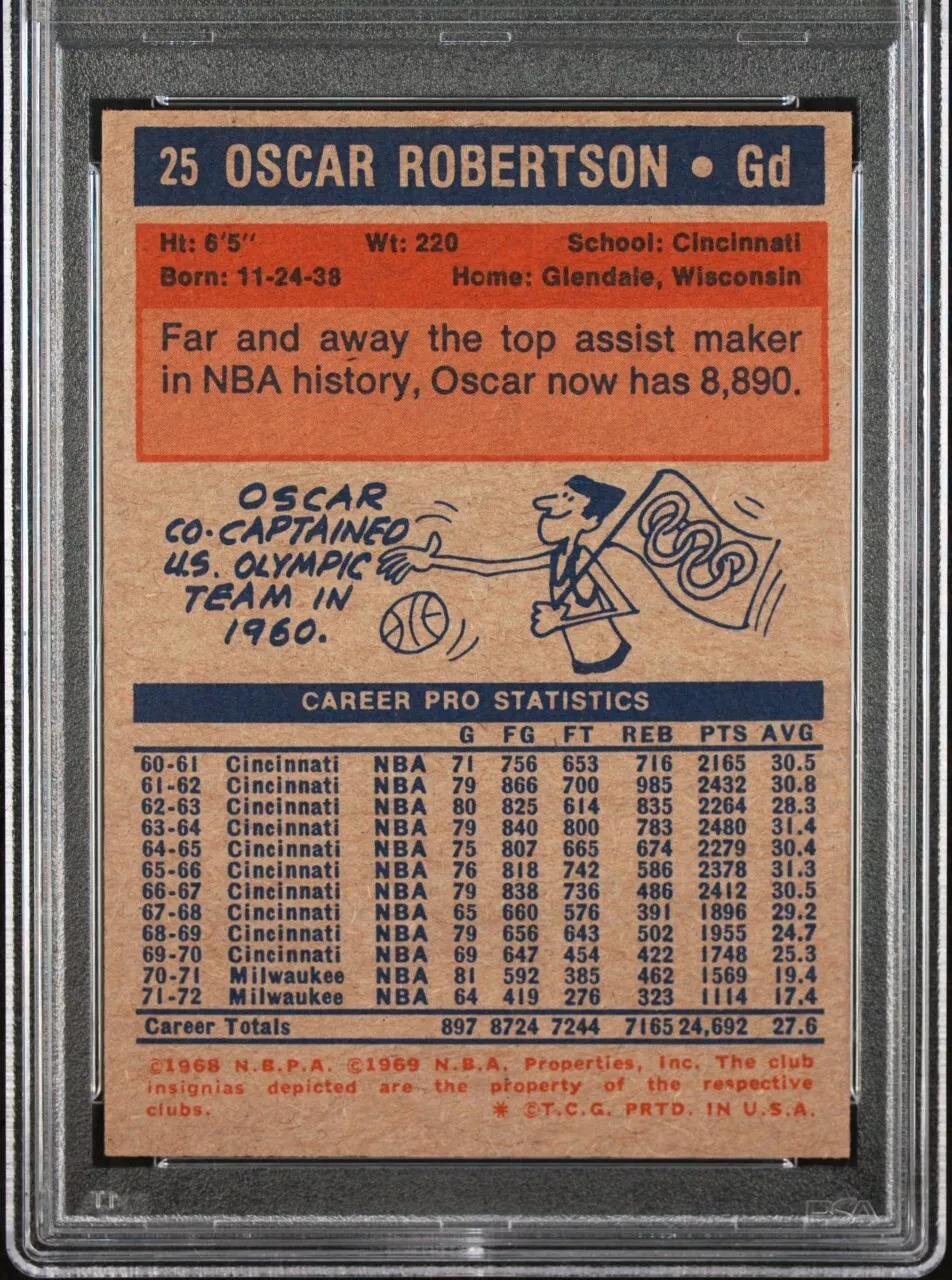 25 OSCAR ROBERTSON • Gd
Ht: 6'5" Wt: 220 School: Cincinnati
Born: 11-24-38 Home: Glendale, Wisconsin
Far and away the top assist maker
in NBA history, Oscar now has 8,890.
OSCAR
CO-CAPTAINED
U.S. OLYMPIC
TEAM IN
1960.
CAREER PRO STATISTICS
G FG FT REB PTS AVG
60-61 Cincinnati NBA 71 756 653 716 2165 30.5
61-62 Cincinnati NBA 79 866 700 985 2432 30.8
62-63 Cincinnati NBA 80 825 614 835 2264 28.3
63-64 Cincinnati NBA 79 840 800 783 2480 31.4
64-65 Cincinnati NBA 75 807 665 674 2279 30.4
65-66 Cincinnati NBA 76 818 742 586 2378 31.3
66-67 Cincinnati NBA 79 838 736 486 2412 30.5
67-68 Cincinnati NBA 65 660 576 391 1896 29.2
68-69 Cincinnati NBA 79 656 643 502 1955 24.7
69-70 Cincinnati NBA 69 647 454 422 1748 25.3
70-71 Milwaukee NBA 81 592 385 462 1569 19.4
71-72 Milwaukee NBA 64 419 276 323 1114 17.4
Career Totals 897 8724 7244 7165 24,692 27.6
©1968 N.B.P.A. ©1969 N.B.A. Properties, Inc. The club
insignias depicted are the property of the respective
clubs. * ©T.C.G. PRTD. IN U.S.A.
PSA